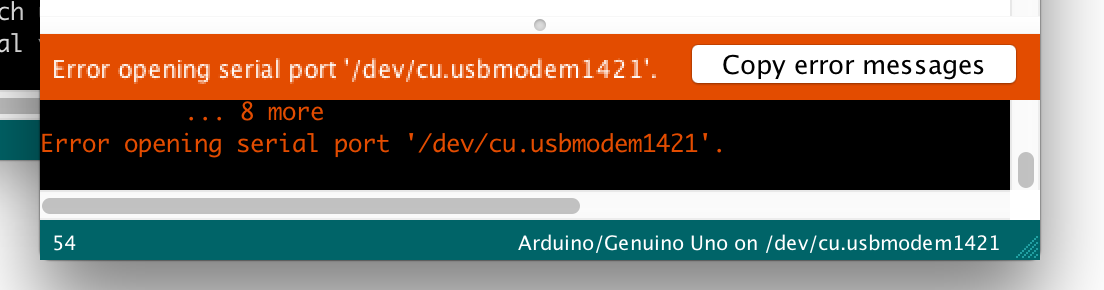 ch
al
Error opening serial port '/dev/cu.usbmodem1421'.
Copy error messages
... 8 more
Error opening serial port '/dev/cu.usbmodem1421'.
54
Arduino/Genuino Uno on /dev/cu.usbmodem1421